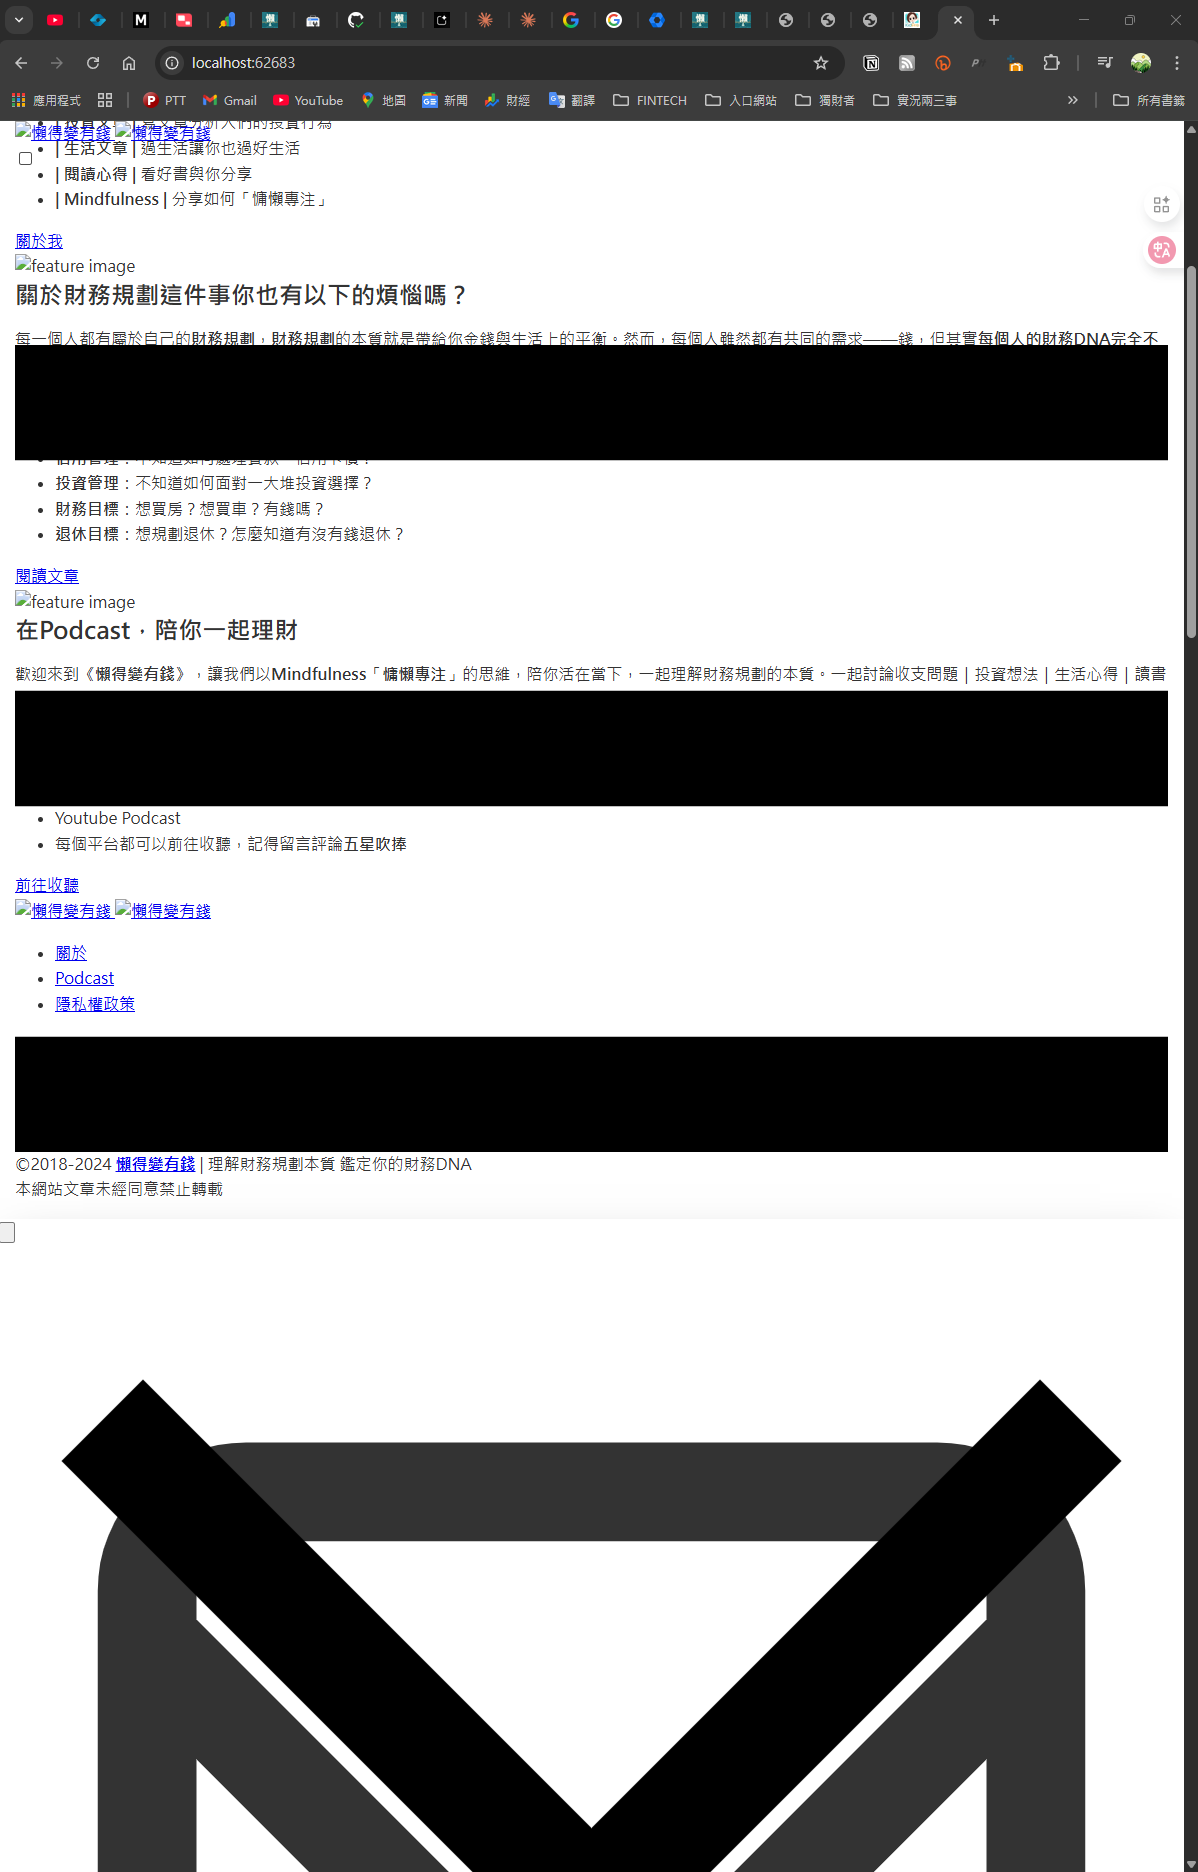 localhost:62683
應用程式
PTT
Gmail
YouTube
地圖
新聞
財經
翻譯
FINTECH
入口網站
獨財者
實況兩三事
所有書籤
懶得變有錢 懶得變有錢
| 生活文章 | 過生活讓你也過好生活
| 閱讀心得 | 看好書與你分享
| Mindfulness | 分享如何「慵懶專注」
關於我
feature image
關於財務規劃這件事你也有以下的煩惱嗎？
每一個人都有屬於自己的財務規劃，財務規劃的本質就是帶給你金錢與生活上的平衡。然而，每個人雖然都有共同的需求——錢，但其實每個人的財務DNA完全不
投資管理：不知道如何面對一大堆投資選擇？
財務目標：想買房？想買車？有錢嗎？
退休目標：想規劃退休？怎麼知道有沒有錢退休？
閱讀文章
feature image
在Podcast，陪你一起理財
歡迎來到《懶得變有錢》，讓我們以Mindfulness「慵懶專注」的思維，陪你活在當下，一起理解財務規劃的本質。一起討論收支問題 | 投資想法 | 生活心得 | 讀書
Youtube Podcast
每個平台都可以前往收聽，記得留言評論五星吹捧
前往收聽
懶得變有錢 懶得變有錢
關於
Podcast
隱私權政策
©2018-2024 懶得變有錢 | 理解財務規劃本質 鑑定你的財務DNA
本網站文章未經同意禁止轉載